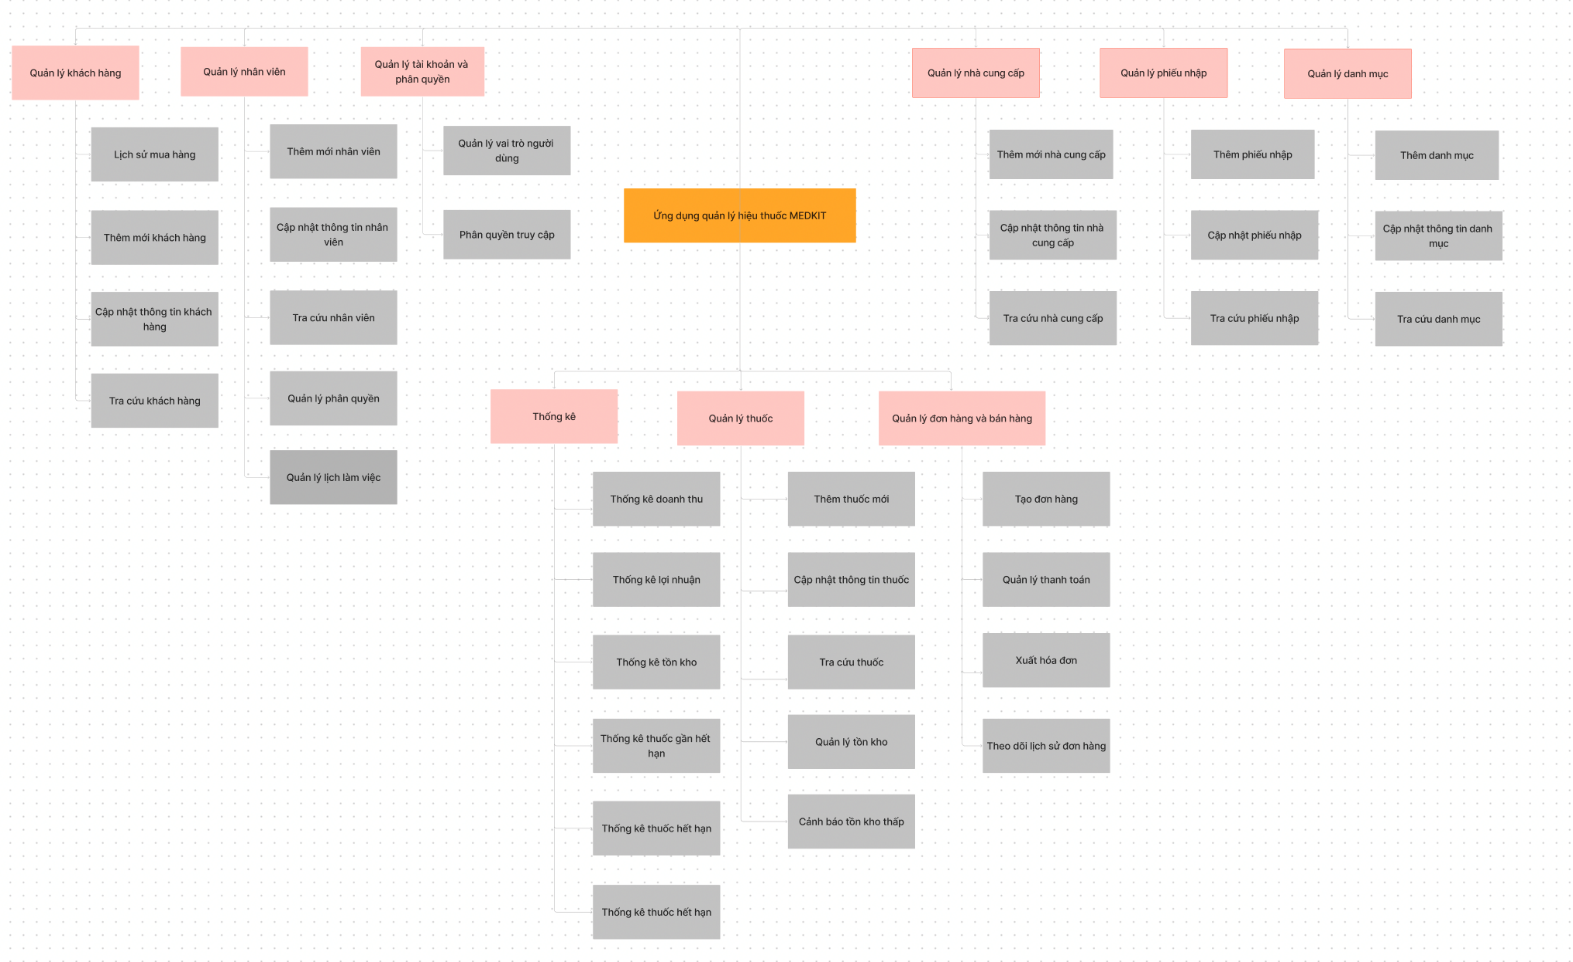 Quản lý khách hàng
Lịch sử mua hàng
Thêm mới khách hàng
Cập nhật thông tin khách
hàng
Tra cứu khách hàng
Quản lý nhân viên
Thêm mới nhân viên
Cập nhật thông tin nhân
viên
Tra cứu nhân viên
Quản lý phân quyền
Quản lý lịch làm việc
Quản lý tài khoản và
phân quyền
Quản lý vai trò người
dùng
Phân quyền truy cập
Ứng dụng quản lý hiệu thuốc MEDKIT
Quản lý nhà cung cấp
Thêm mới nhà cung cấp
Cập nhật thông tin nhà
cung cấp
Tra cứu nhà cung cấp
Quản lý phiếu nhập
Thêm phiếu nhập
Cập nhật phiếu nhập
Tra cứu phiếu nhập
Quản lý danh mục
Thêm danh mục
Cập nhật thông tin danh
mục
Tra cứu danh mục
Thống kê
Thống kê doanh thu
Thống kê lợi nhuận
Thống kê tồn kho
Thống kê thuốc gần hết
hạn
Thống kê thuốc hết hạn
Thống kê thuốc hết hạn
Quản lý thuốc
Thêm thuốc mới
Cập nhật thông tin thuốc
Tra cứu thuốc
Quản lý tồn kho
Cảnh báo tồn kho thấp
Quản lý đơn hàng và bán hàng
Tạo đơn hàng
Quản lý thanh toán
Xuất hóa đơn
Theo dõi lịch sử đơn hàng